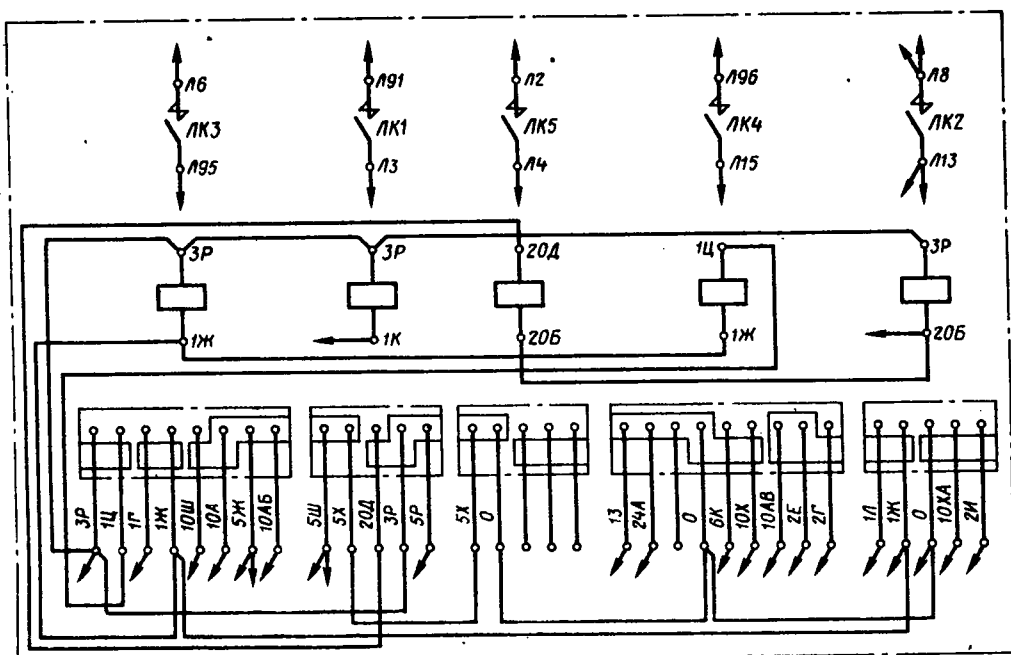 Л6 Л91 Л2 Л96 Л8
ЛК3 ЛК1 ЛК5 ЛК4 ЛК2
Л95 Л3 Л4 Л15 Л13
3Р 3Р 20Д 1Ц 3Р
1Ж 1К 20Б 1Ж 20Б
3Р 1Ц 1Г 1Ж 10Ш 10А 5Ж 10АБ 5Ш 5Х 20Д 3Р 5Р 5Х 0 13 24А 0 6К 10Х 10АВ 2Е 2Г 1Л 1Ж 0 10ХА 2И